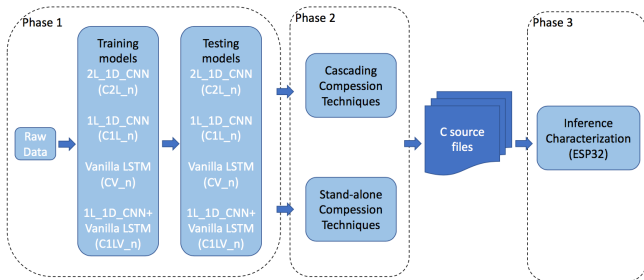 Phase 1
Raw
Data
Training
models
2L_1D_CNN
(C2L_n)
1L_1D_CNN
(C1L_n)
Vanilla LSTM
(CV_n)
1L_1D_CNN+
Vanilla LSTM
(C1LV_n)
Testing
models
2L_1D_CNN
(C2L_n)
1L_1D_CNN
(C1L_n)
Vanilla LSTM
(CV_n)
1L_1D_CNN+
Vanilla LSTM
(C1LV_n)
Phase 2
Cascading
Compession
Techniques
Stand-alone
Compession
Techniques
C source
files
Phase 3
Inference
Characterization
(ESP32)